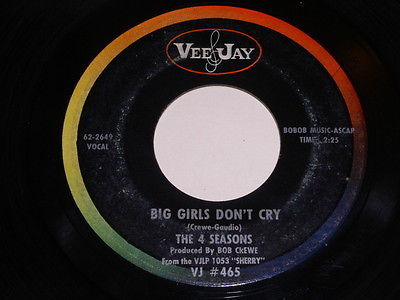 VEE JAY
62-2649
VOCAL
BOBOB MUSIC-ASCAP
TIME: 2:25
BIG GIRLS DON'T CRY
(Crewe-Gaudio)
THE 4 SEASONS
Produced By BOB CREWE
From the VJLP 1053 "SHERRY"
VJ #465